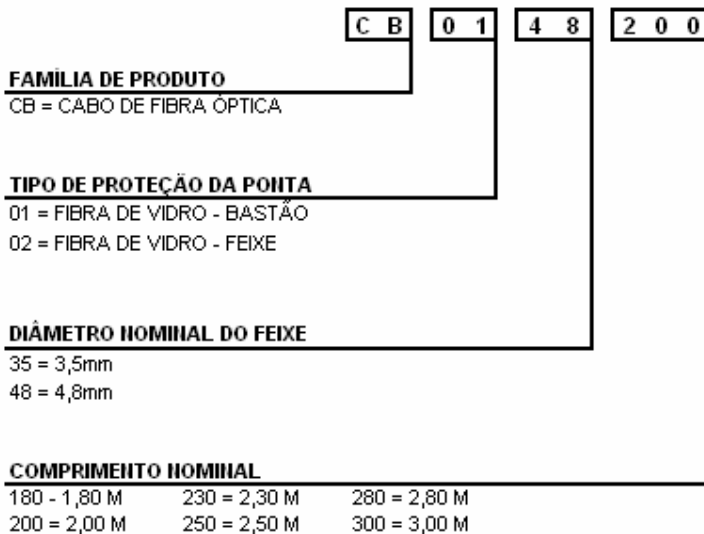 C B 0 1 4 8 2 0 0
FAMÍLIA DE PRODUTO
CB = CABO DE FIBRA ÓPTICA
TIPO DE PROTEÇÃO DA PONTA
01 = FIBRA DE VIDRO - BASTÃO
02 = FIBRA DE VIDRO - FEIXE
DIÂMETRO NOMINAL DO FEIXE
35 = 3,5mm
48 = 4,8mm
COMPRIMENTO NOMINAL
180 - 1,80 M 230 = 2,30 M 280 = 2,80 M
200 = 2,00 M 250 = 2,50 M 300 = 3,00 M